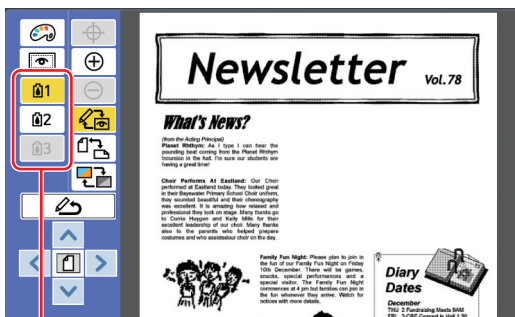 1
2
3
Newsletter Vol. 78
What's News?
(from the Acting Principal)
Planet Rhthym: As I type I can hear the
pounding beat coming from the Planet Rhthym
Incursion in the hall. I'm sure our students are
having a great time!
Choir Performs At Eastland: Our Choir
performed at Eastland today. They looked great
in their Bayswater Primary School Choir uniform,
they sounded beautiful and their choreography
was excellent. It is amazing how relaxed and
professional they look on stage. Many thanks go
to Corrie Huygen and Kelly Mills for their
excellent leadership of our choir. Many thanks
also to the parents who helped prepare
costumes and who assistedour choir on the day.
Family Fun Night: Please plan to join in
the fun of our Family Fun Night on Friday
10th December. There will be games,
snacks, special performances and a
special visitor. The Family Fun Night
commences at 4 pm but families can join in
the fun whenever they arrive. Watch for
notices with more details.
Diary
Dates
December
THU 2 Fundraising Meets 9AM